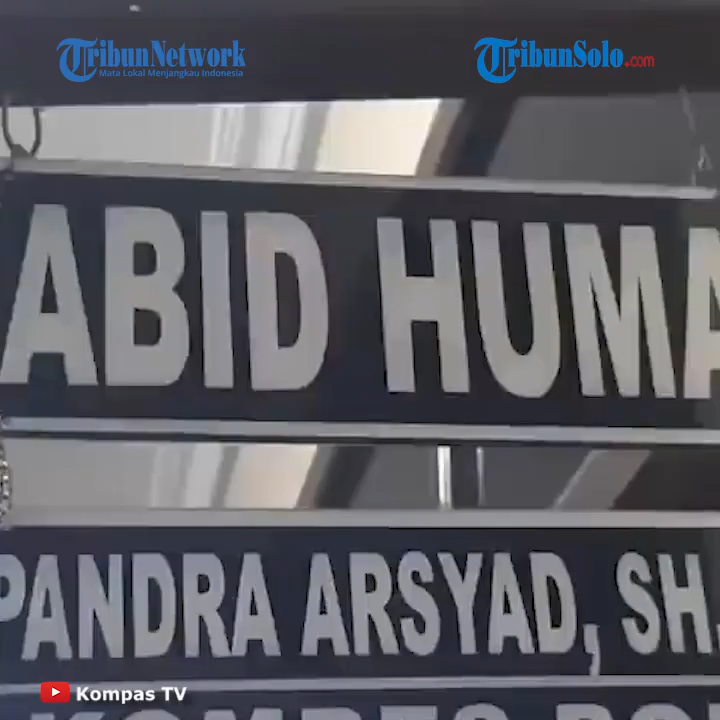 TribunNetwork
Mata Lokal Menjangkau Indonesia
TribunSolo.com
ABID HUMA
PANDRA ARSYAD, SH.
Kompas TV